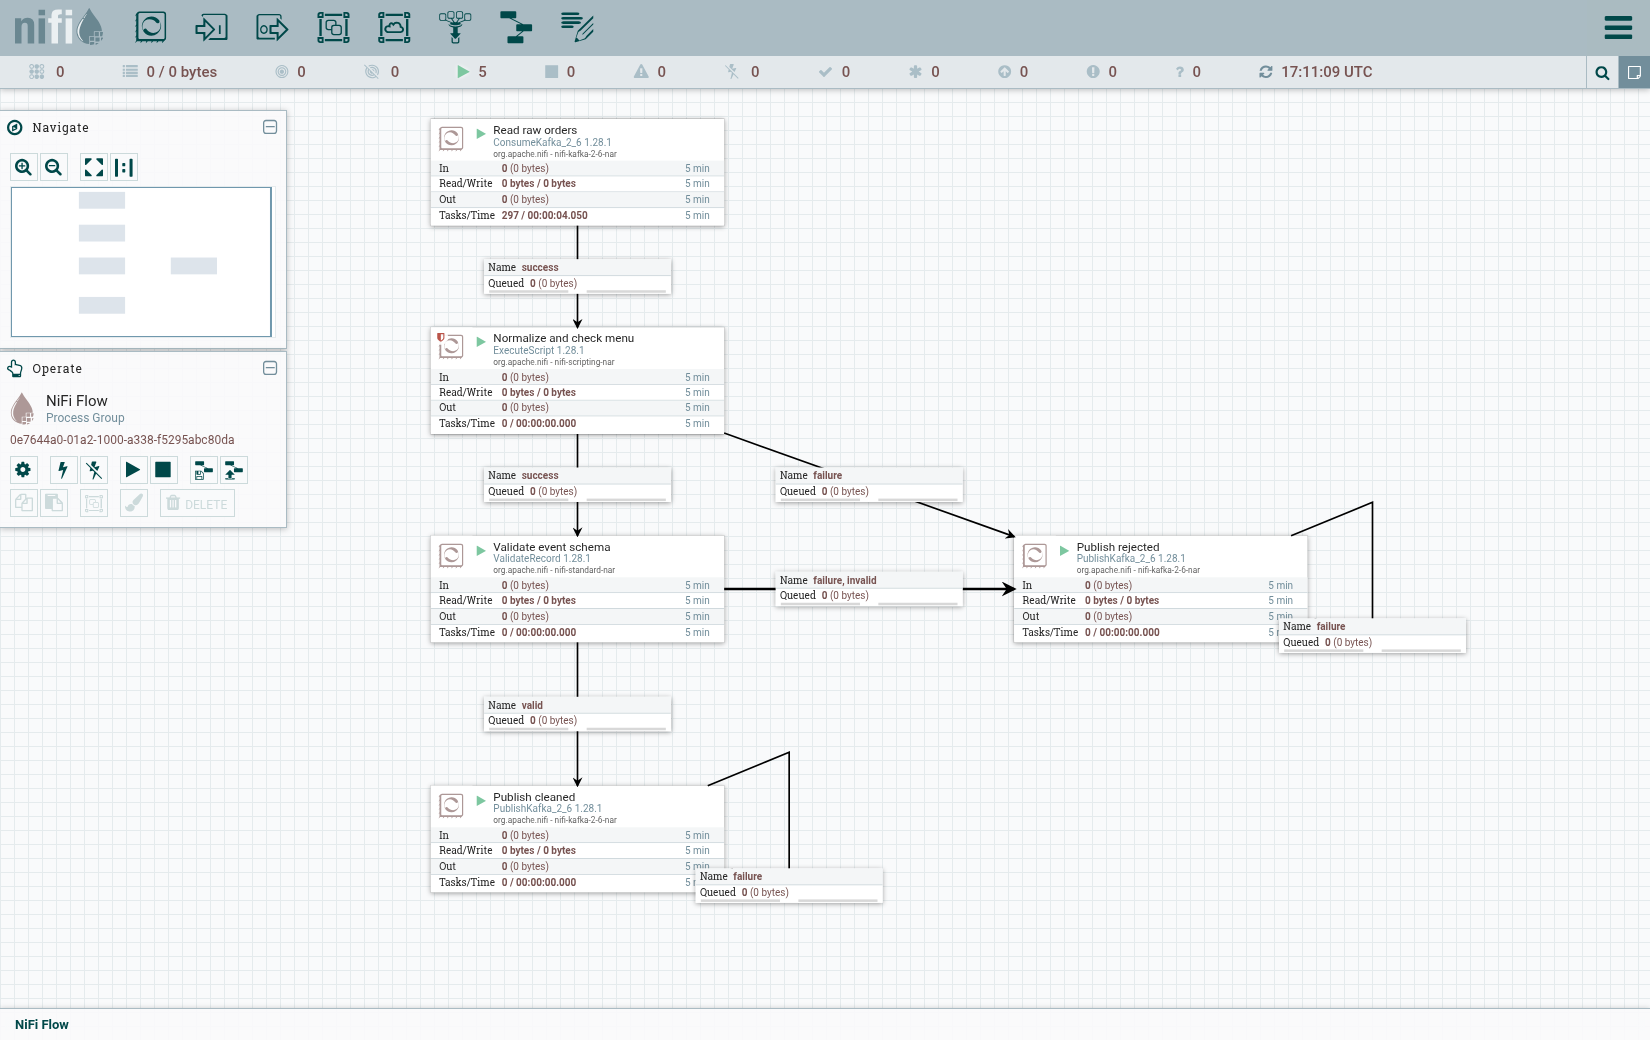 nifi
0 0 / 0 bytes 0 0 5 0 0 0 0 0 0 0 ? 0 17:11:09 UTC
Navigate
Operate
NiFi Flow
Process Group
0e7644a0-01a2-1000-a338-f5295abc80da
DELETE
Read raw orders
ConsumeKafka_2_6 1.28.1
org.apache.nifi - nifi-kafka-2-6-nar
In 0 (0 bytes) 5 min
Read/Write 0 bytes / 0 bytes 5 min
Out 0 (0 bytes) 5 min
Tasks/Time 297 / 00:00:04.050 5 min
Name success
Queued 0 (0 bytes)
Normalize and check menu
ExecuteScript 1.28.1
org.apache.nifi - nifi-scripting-nar
In 0 (0 bytes) 5 min
Read/Write 0 bytes / 0 bytes 5 min
Out 0 (0 bytes) 5 min
Tasks/Time 0 / 00:00:00.000 5 min
Name success
Queued 0 (0 bytes)
Name failure
Queued 0 (0 bytes)
Validate event schema
ValidateRecord 1.28.1
org.apache.nifi - nifi-standard-nar
In 0 (0 bytes) 5 min
Read/Write 0 bytes / 0 bytes 5 min
Out 0 (0 bytes) 5 min
Tasks/Time 0 / 00:00:00.000 5 min
Name failure, invalid
Queued 0 (0 bytes)
Publish rejected
PublishKafka_2_6 1.28.1
org.apache.nifi - nifi-kafka-2-6-nar
In 0 (0 bytes) 5 min
Read/Write 0 bytes / 0 bytes 5 min
Out 0 (0 bytes) 5 min
Tasks/Time 0 / 00:00:00.000 5
Name failure
Queued 0 (0 bytes)
Name valid
Queued 0 (0 bytes)
Publish cleaned
PublishKafka_2_6 1.28.1
org.apache.nifi - nifi-kafka-2-6-nar
In 0 (0 bytes) 5 min
Read/Write 0 bytes / 0 bytes 5 min
Out 0 (0 bytes) 5 min
Tasks/Time 0 / 00:00:00.000 5
Name failure
Queued 0 (0 bytes)
NiFi Flow